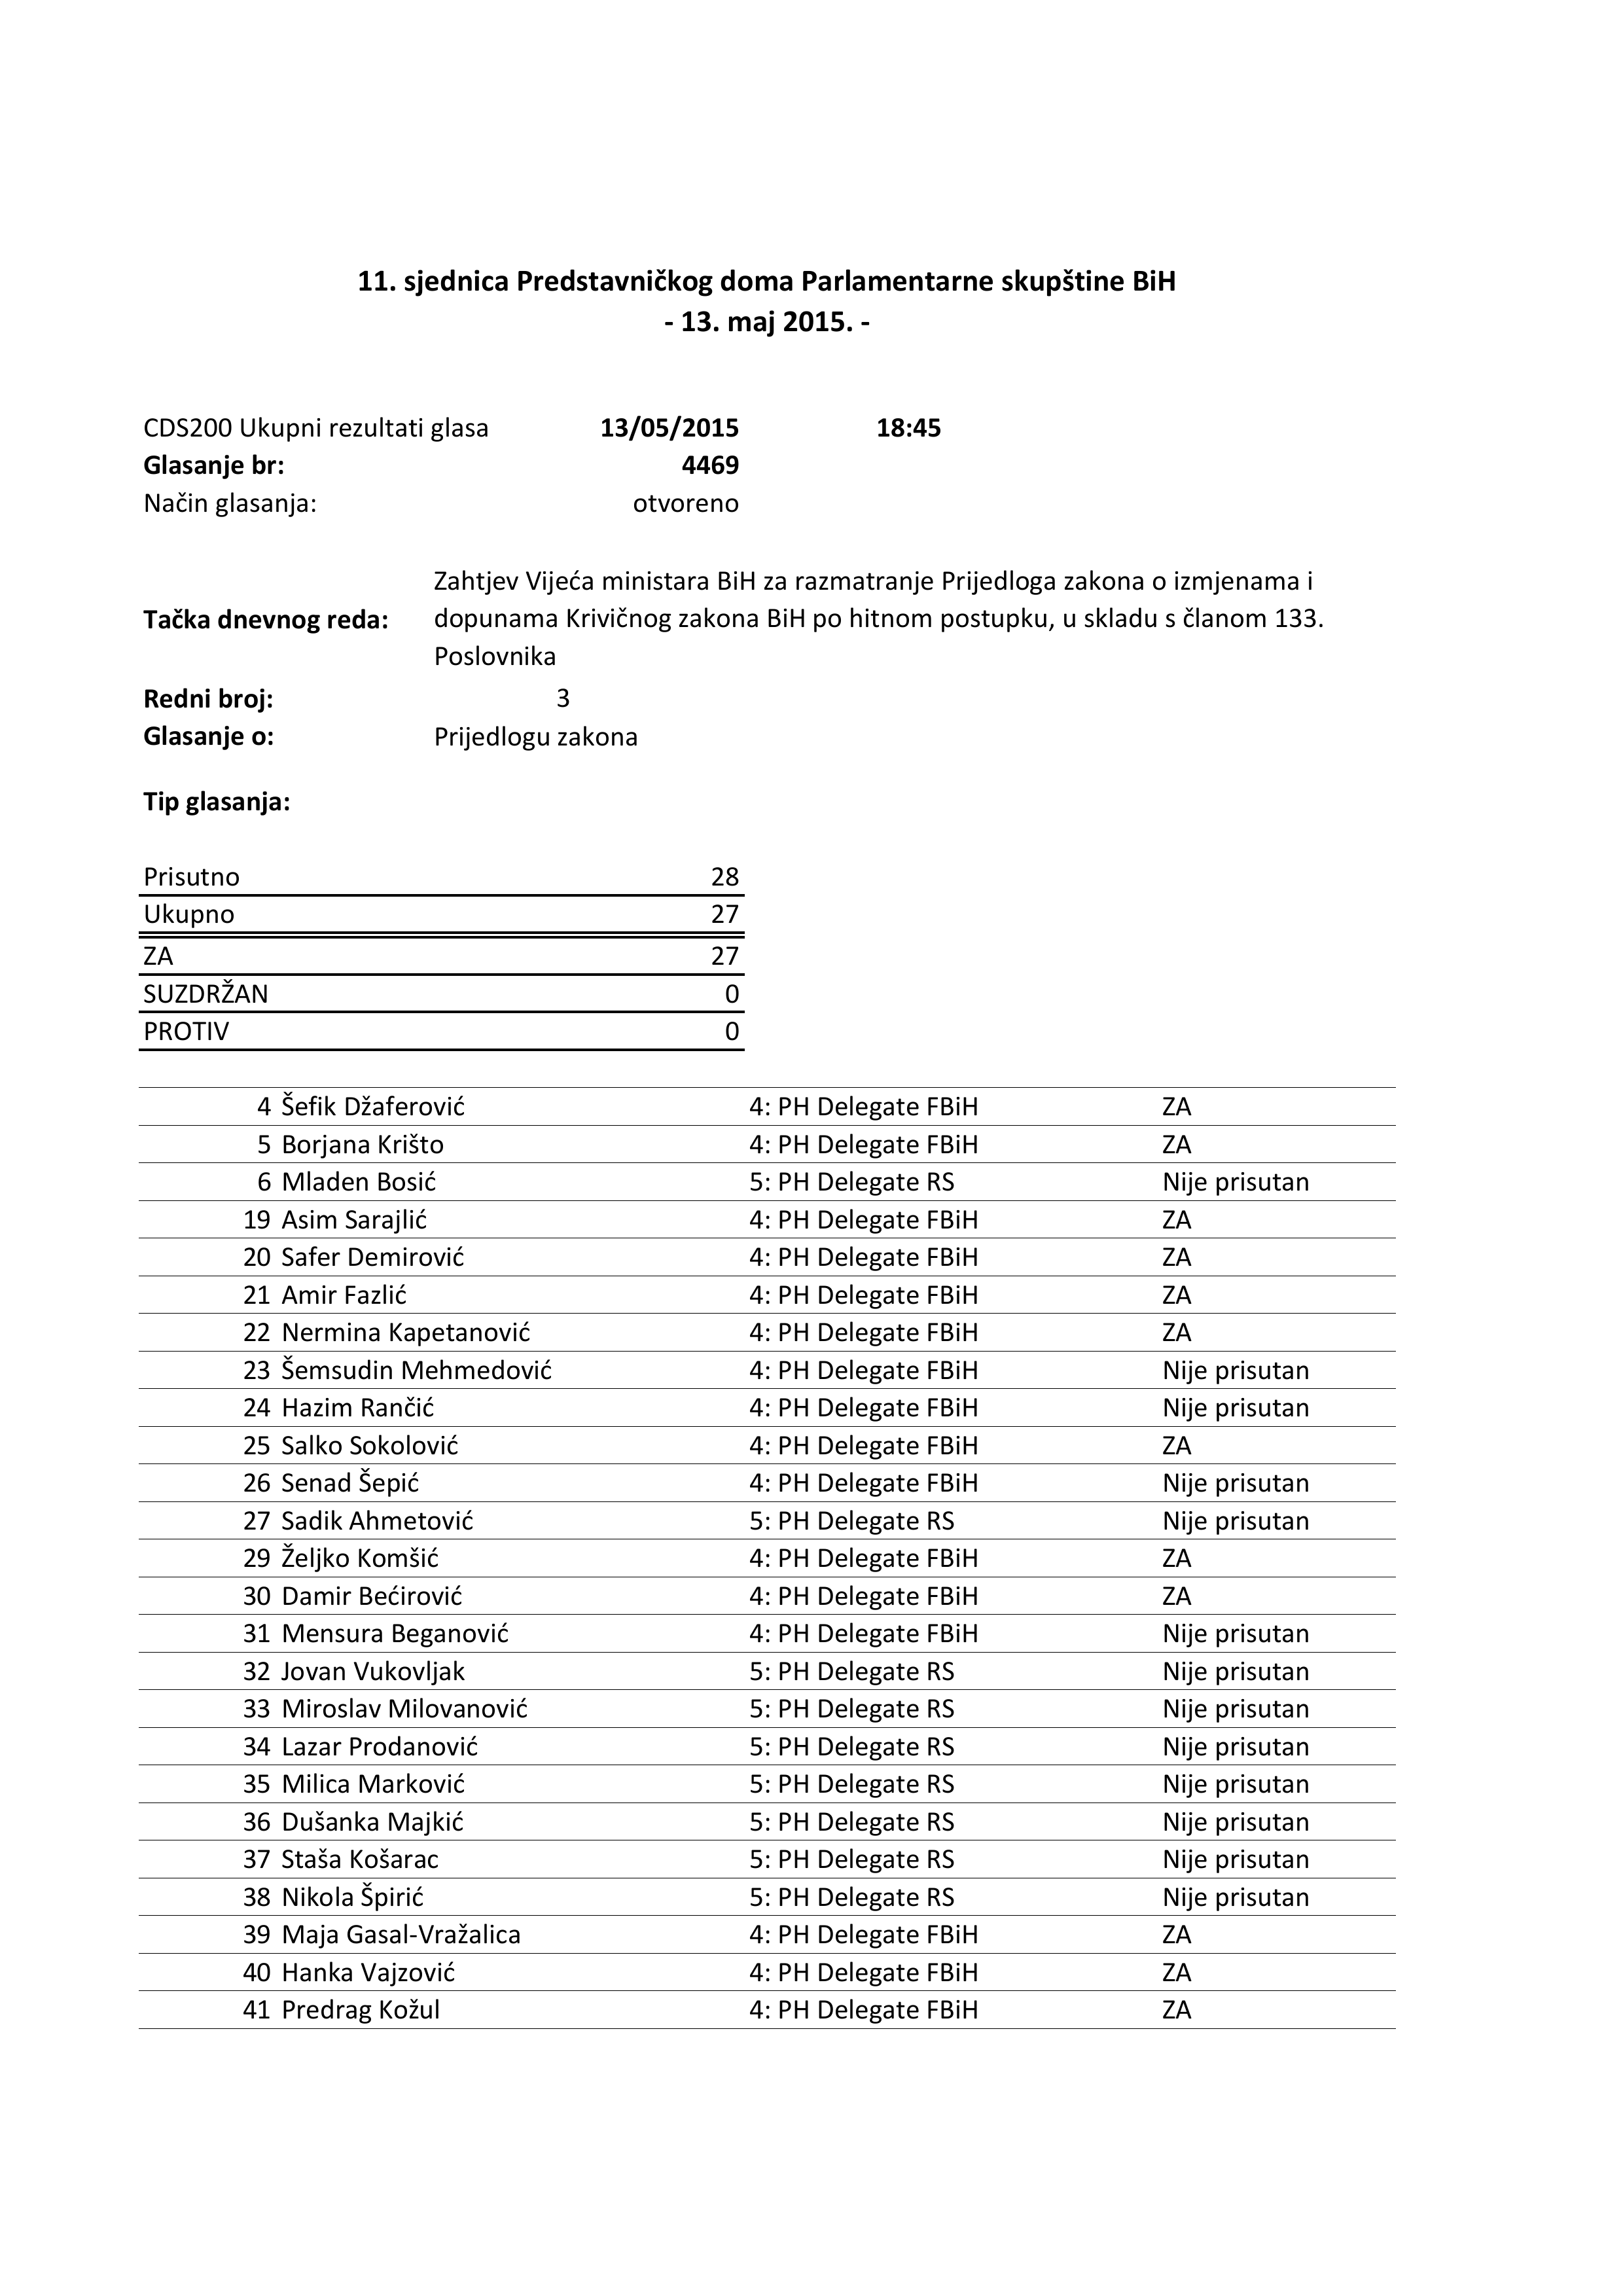 11. sjednica Predstavničkog doma Parlamentarne skupštine BiH
- 13. maj 2015. -
CDS200 Ukupni rezultati glasa 13/05/2015 18:45
Glasanje br: 4469
Način glasanja: otvoreno
Zahtjev Vijeća ministara BiH za razmatranje Prijedloga zakona o izmjenama i
Tačka dnevnog reda: dopunama Krivičnog zakona BiH po hitnom postupku, u skladu s članom 133.
Poslovnika
Redni broj: 3
Glasanje o: Prijedlogu zakona
Tip glasanja:
Prisutno 28
Ukupno 27
ZA 27
SUZDRŽAN 0
PROTIV 0
4 Šefik Džaferović 4: PH Delegate FBiH ZA
5 Borjana Krišto 4: PH Delegate FBiH ZA
6 Mladen Bosić 5: PH Delegate RS Nije prisutan
19 Asim Sarajlić 4: PH Delegate FBiH ZA
20 Safer Demirović 4: PH Delegate FBiH ZA
21 Amir Fazlić 4: PH Delegate FBiH ZA
22 Nermina Kapetanović 4: PH Delegate FBiH ZA
23 Šemsudin Mehmedović 4: PH Delegate FBiH Nije prisutan
24 Hazim Rančić 4: PH Delegate FBiH Nije prisutan
25 Salko Sokolović 4: PH Delegate FBiH ZA
26 Senad Šepić 4: PH Delegate FBiH Nije prisutan
27 Sadik Ahmetović 5: PH Delegate RS Nije prisutan
29 Željko Komšić 4: PH Delegate FBiH ZA
30 Damir Bećirović 4: PH Delegate FBiH ZA
31 Mensura Beganović 4: PH Delegate FBiH Nije prisutan
32 Jovan Vukovljak 5: PH Delegate RS Nije prisutan
33 Miroslav Milovanović 5: PH Delegate RS Nije prisutan
34 Lazar Prodanović 5: PH Delegate RS Nije prisutan
35 Milica Marković 5: PH Delegate RS Nije prisutan
36 Dušanka Majkić 5: PH Delegate RS Nije prisutan
37 Staša Košarac 5: PH Delegate RS Nije prisutan
38 Nikola Špirić 5: PH Delegate RS Nije prisutan
39 Maja Gasal-Vražalica 4: PH Delegate FBiH ZA
40 Hanka Vajzović 4: PH Delegate FBiH ZA
41 Predrag Kožul 4: PH Delegate FBiH ZA